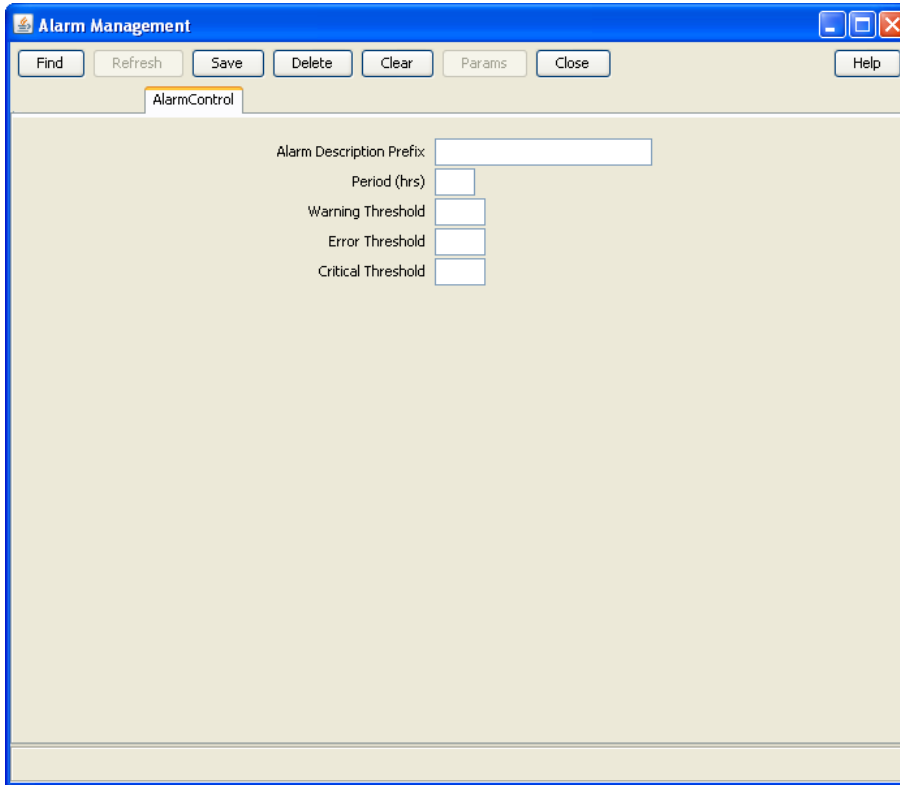 Alarm Management
Find Refresh Save Delete Clear Params Close Help
AlarmControl
Alarm Description Prefix
Period (hrs)
Warning Threshold
Error Threshold
Critical Threshold